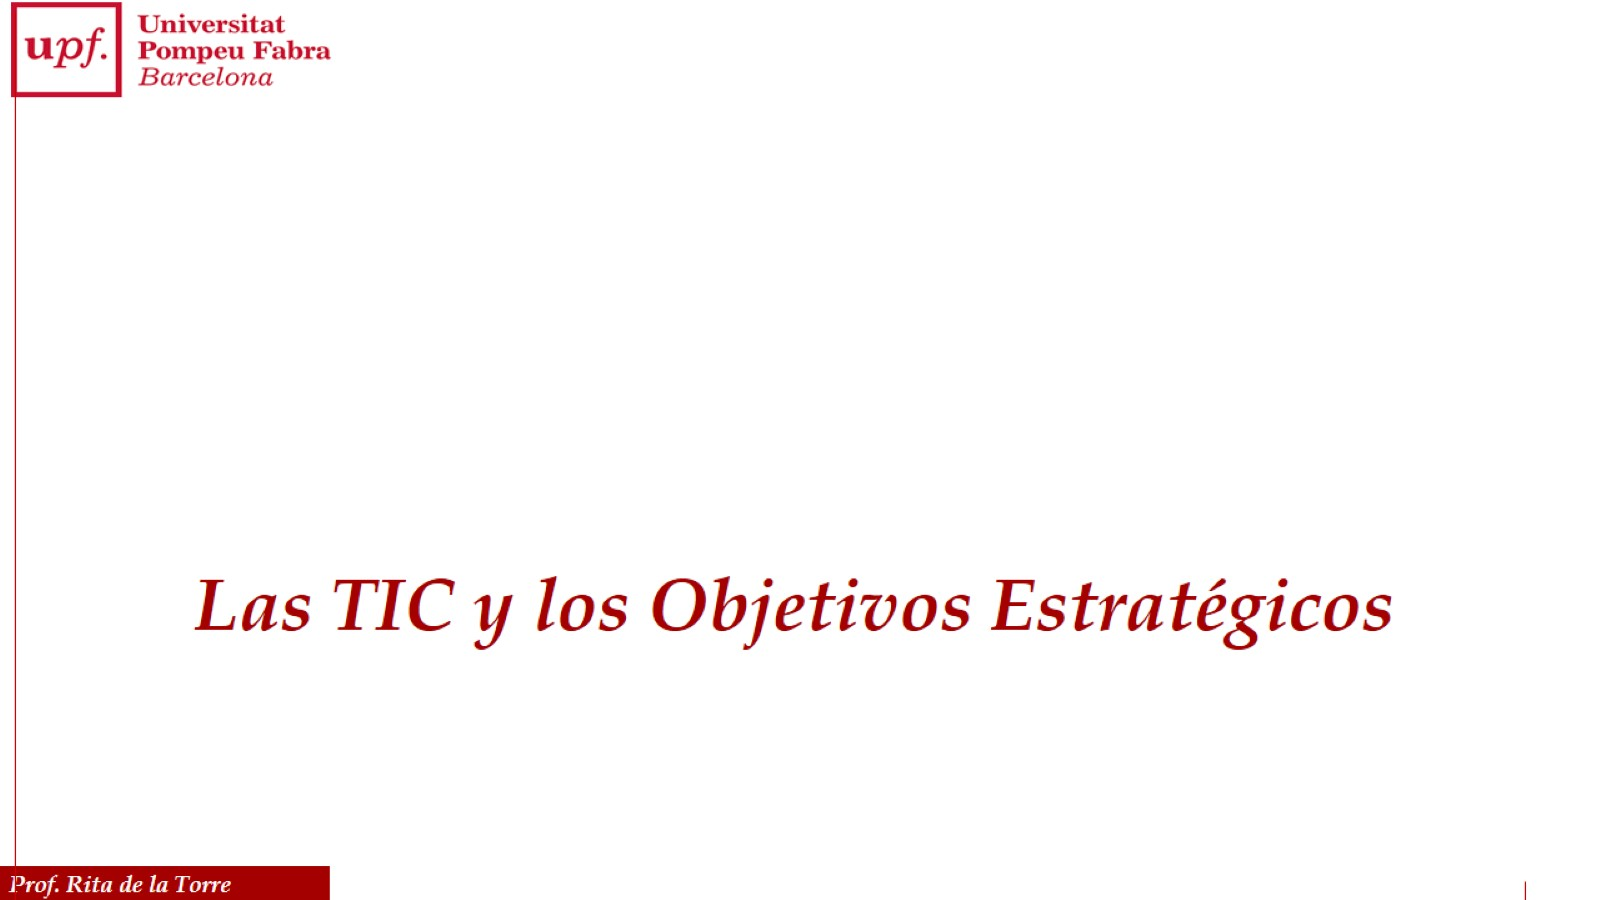 upf.
Universitat
Pompeu Fabra
Barcelona
Las TIC y los Objetivos Estratégicos
Prof. Rita de la Torre